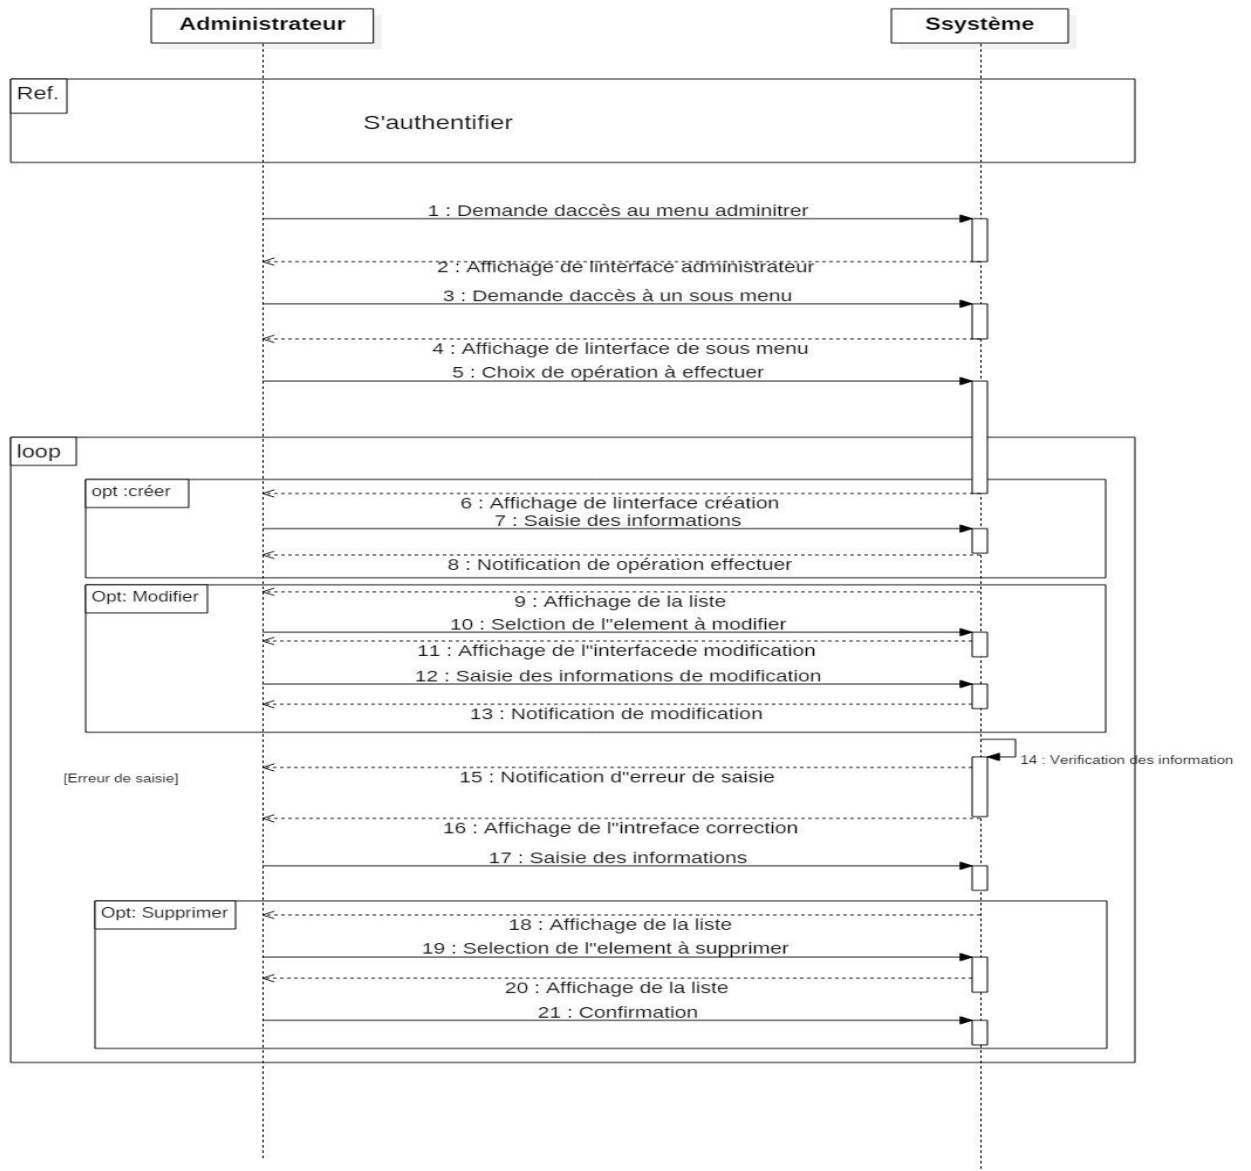 Administrateur
Ssystème
Ref.
S'authentifier
1 : Demande daccès au menu adminitrer
2 : Affichage de linterface administrateur
3 : Demande daccès à un sous menu
4 : Affichage de linterface de sous menu
5 : Choix de opération à effectuer
loop
opt :créer
6 : Affichage de linterface création
7 : Saisie des informations
8 : Notification de opération effectuer
Opt: Modifier
9 : Affichage de la liste
10 : Selction de l"element à modifier
11 : Affichage de l"interfacede modification
12 : Saisie des informations de modification
13 : Notification de modification
14 : Verification des information
[Erreur de saisie]
15 : Notification d"erreur de saisie
16 : Affichage de l"intreface correction
17 : Saisie des informations
Opt: Supprimer
18 : Affichage de la liste
19 : Selection de l"element à supprimer
20 : Affichage de la liste
21 : Confirmation